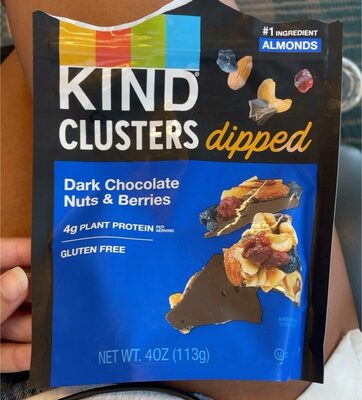 #1 INGREDIENT
ALMONDS
KIND
CLUSTERS dipped
Dark Chocolate
Nuts & Berries
4g PLANT PROTEIN PER SERVING
GLUTEN FREE
NET WT. 4OZ (113g)